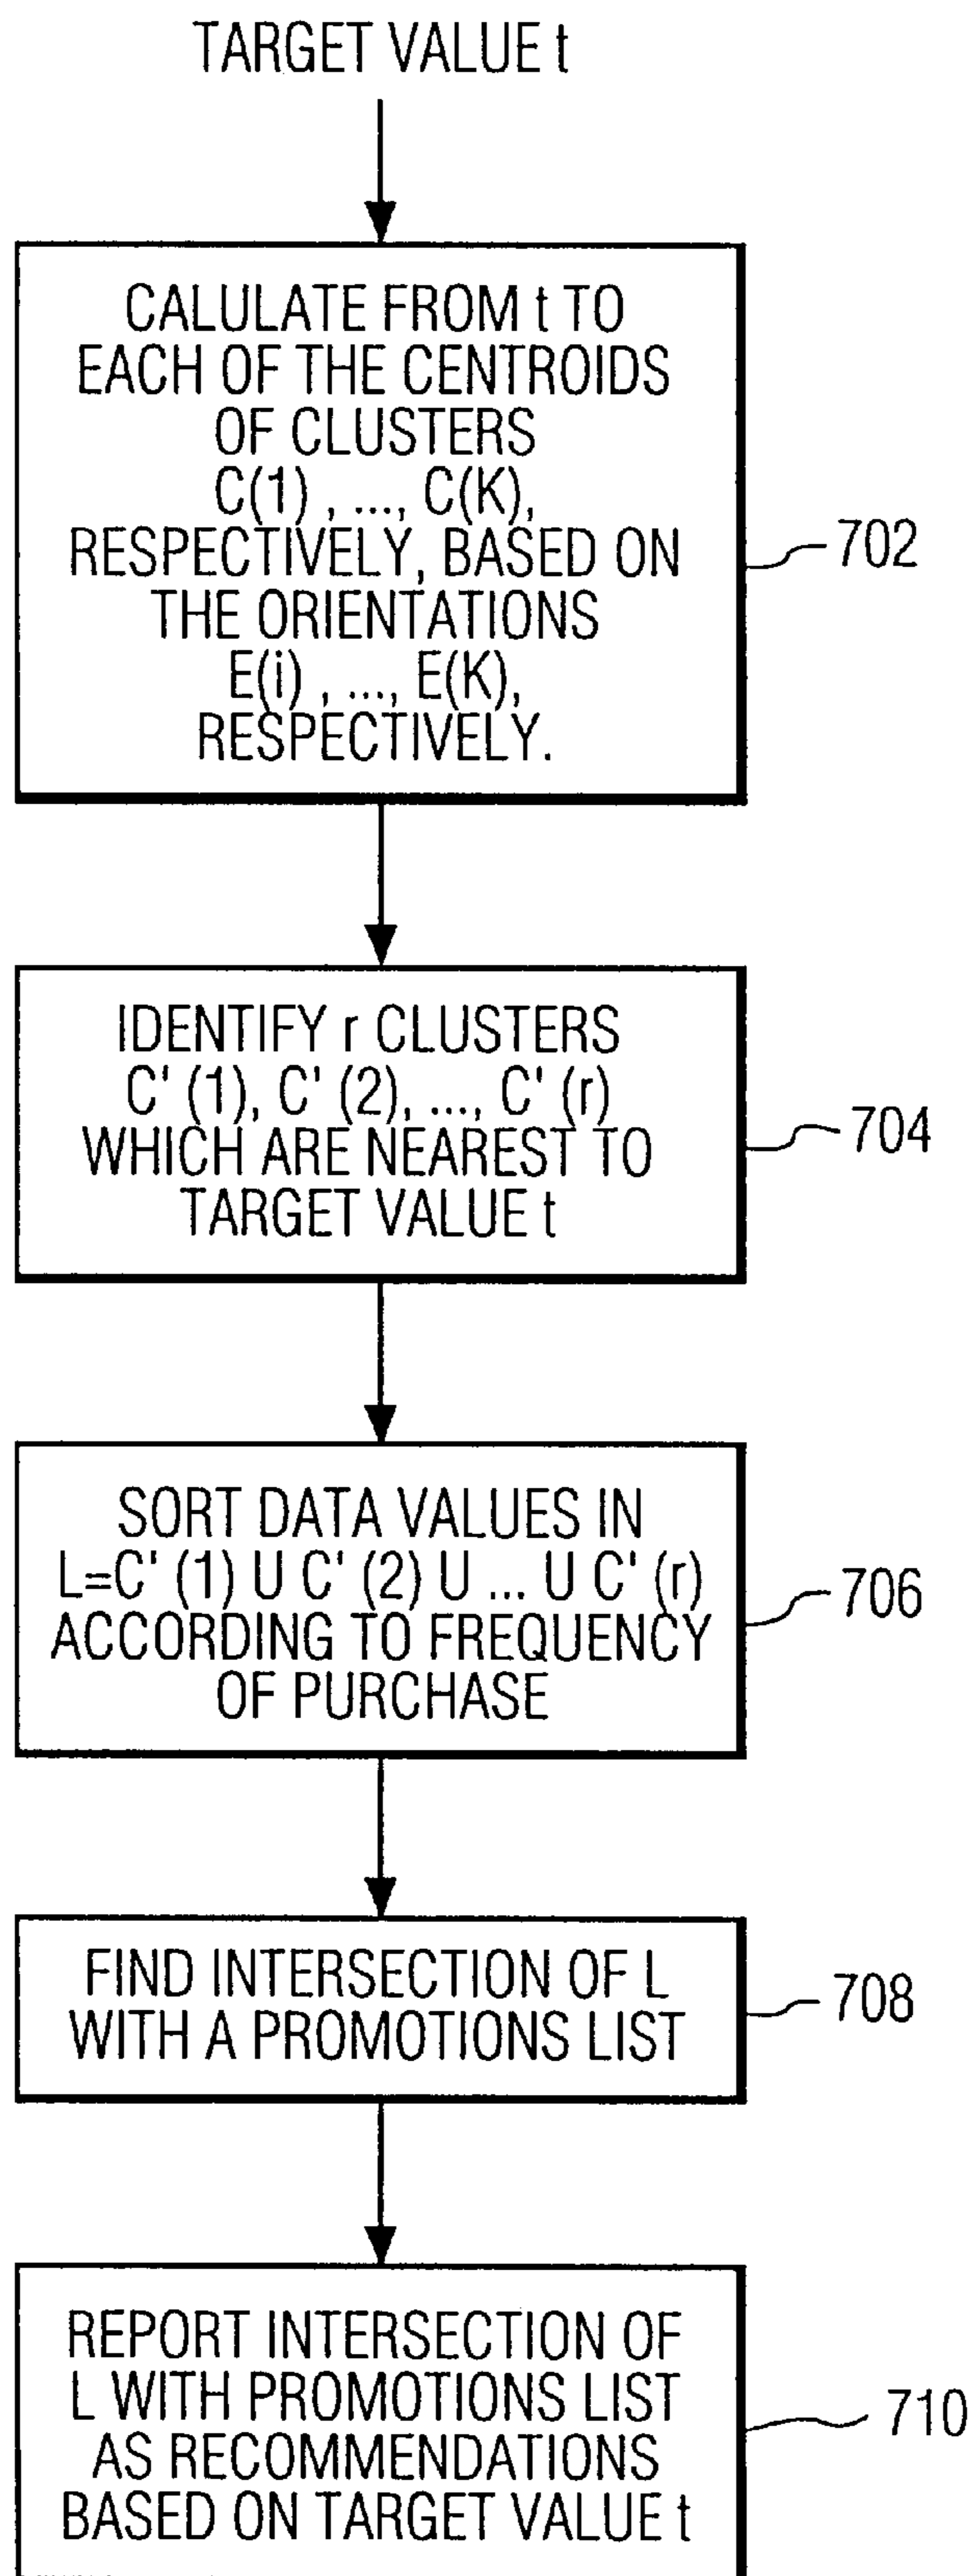 TARGET VALUE t
CALULATE FROM t TO
EACH OF THE CENTROIDS
OF CLUSTERS
C(1) , ..., C(K),
RESPECTIVELY, BASED ON
THE ORIENTATIONS
E(i) , ..., E(K),
RESPECTIVELY.
702
IDENTIFY r CLUSTERS
C' (1), C' (2), ..., C' (r)
WHICH ARE NEAREST TO
TARGET VALUE t
704
SORT DATA VALUES IN
L=C' (1) U C' (2) U ... U C' (r)
ACCORDING TO FREQUENCY
OF PURCHASE
706
FIND INTERSECTION OF L
WITH A PROMOTIONS LIST
708
REPORT INTERSECTION OF
L WITH PROMOTIONS LIST
AS RECOMMENDATIONS
BASED ON TARGET VALUE t
710